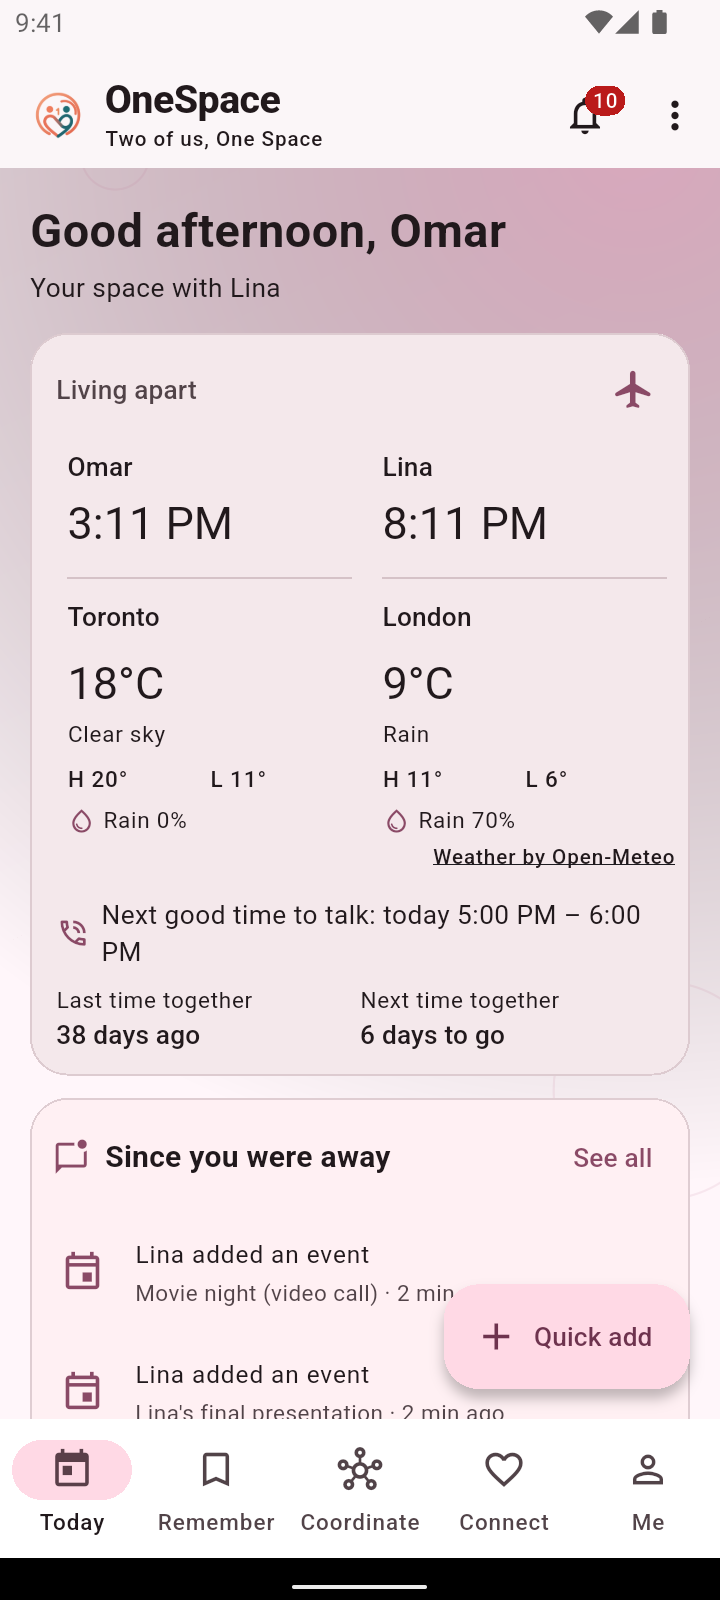 9:41
OneSpace
10
Two of us, One Space
Good afternoon, Omar
Your space with Lina
Living apart
Omar
3:11 PM
Lina
8:11 PM
Toronto
18°C
Clear sky
H 20° L 11°
Rain 0%
London
9°C
Rain
H 11° L 6°
Rain 70%
Weather by Open-Meteo
Next good time to talk: today 5:00 PM – 6:00
PM
Last time together
38 days ago
Next time together
6 days to go
Since you were away
See all
Lina added an event
Movie night (video call) · 2 min
Lina added an event
Lina's final presentation · 2 min ago
Quick add
Today
Remember
Coordinate
Connect
Me